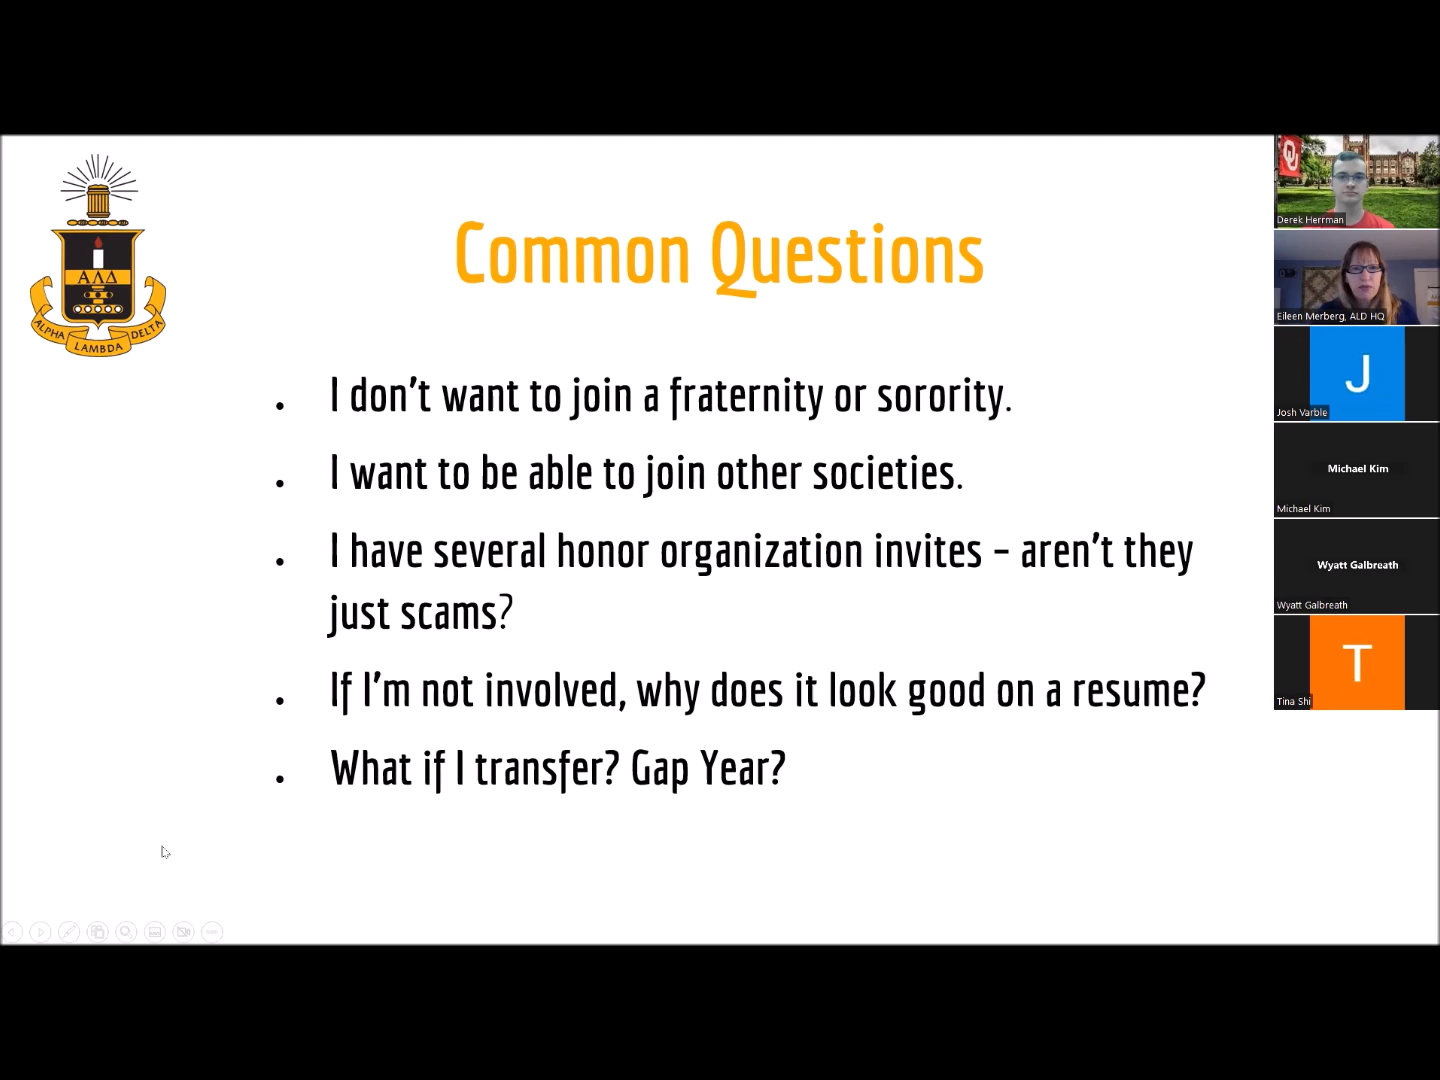 ΑΛΔ
ALPHA
LAMBDA
DELTA
Common Questions
. I don't want to join a fraternity or sorority.
. I want to be able to join other societies.
. I have several honor organization invites – aren't they
just scams?
. If I'm not involved, why does it look good on a resume?
. What if I transfer? Gap Year?
OU
Derek Herrman
Eileen Merberg, ALD HQ
J
Josh Varble
Michael Kim
Michael Kim
Wyatt Galbreath
Wyatt Galbreath
T
Tina Shi